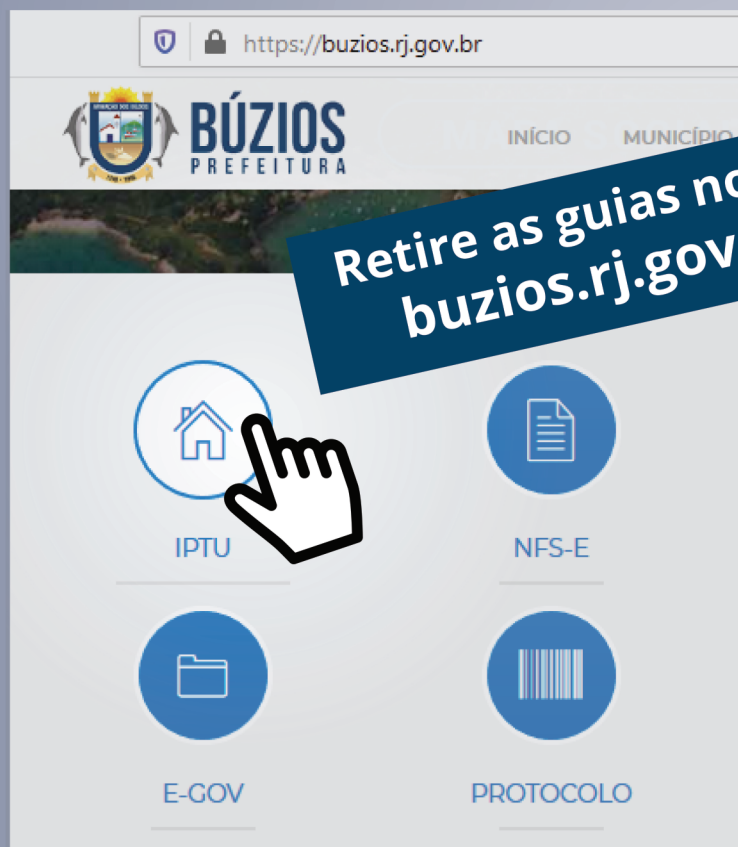 https://buzios.rj.gov.br
BÚZIOS
PREFEITURA
INÍCIO
MUNICÍPIO
Retire as guias no
buzios.rj.gov
IPTU
NFS-E
E-GOV
PROTOCOLO